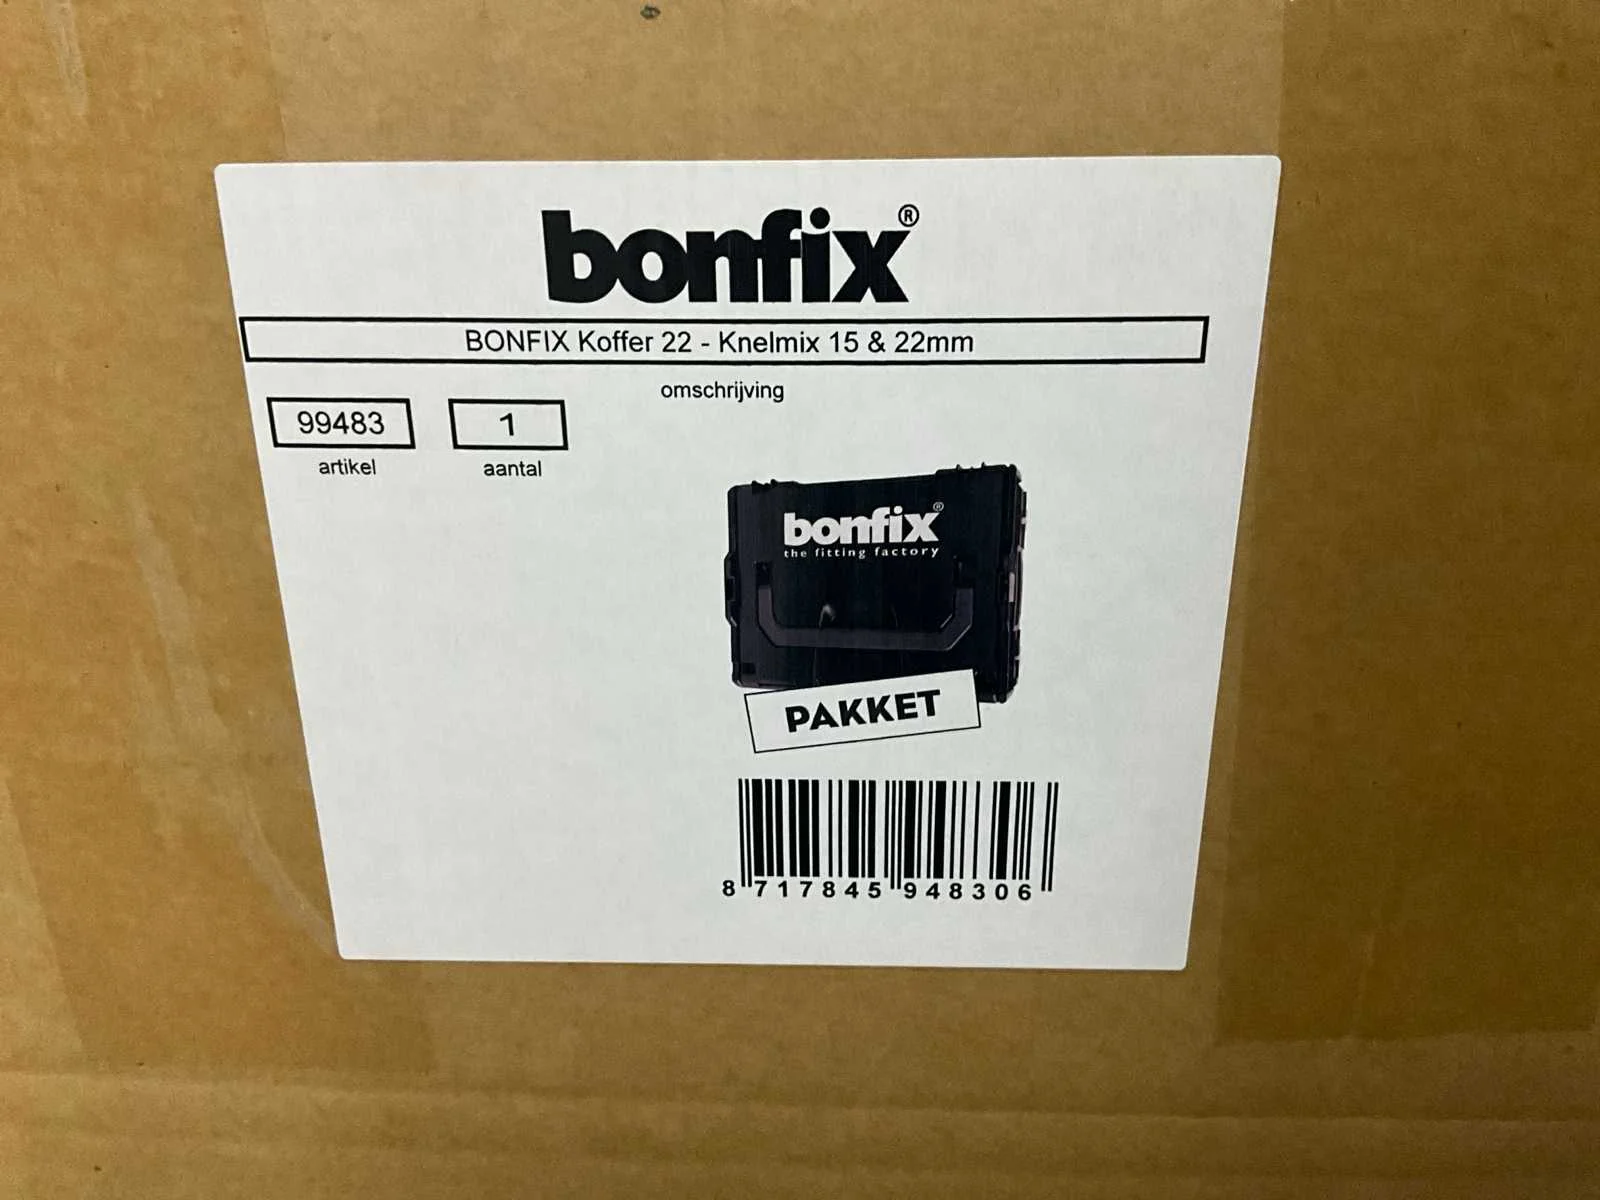 bonfix®
BONFIX Koffer 22 - Knelmix 15 & 22mm
omschrijving
99483
1
artikel
aantal
bonfix®
the fitting factory
PAKKET
8 717845 948306